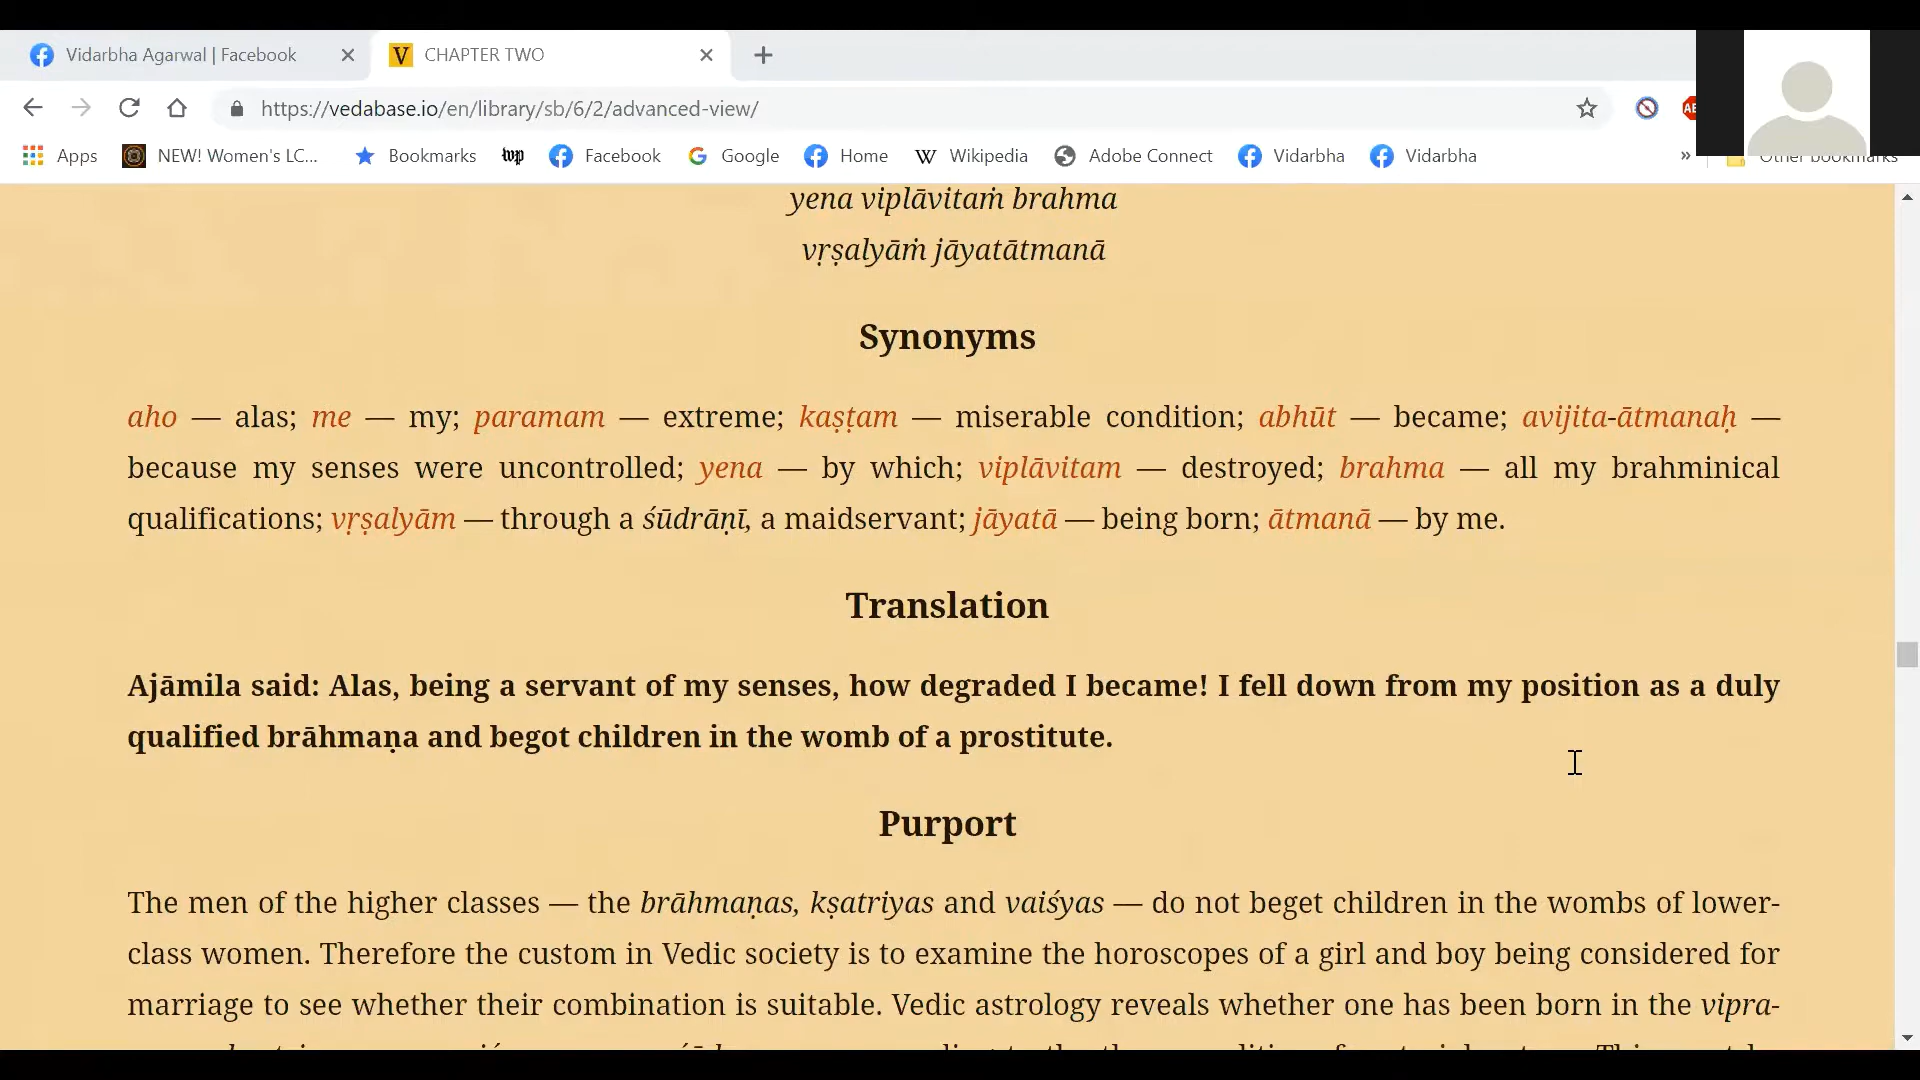 Vidarbha Agarwal | Facebook
CHAPTER TWO
https://vedabase.io/en/library/sb/6/2/advanced-view/
Apps NEW! Women's LC... Bookmarks wp Facebook Google Home Wikipedia Adobe Connect Vidarbha Vidarbha » Other bookmarks
yena viplāvitaṁ brahma
vṛṣalyāṁ jāyatātmanā
Synonyms
aho — alas; me — my; paramam — extreme; kaṣṭam — miserable condition; abhūt — became; avijita-ātmanaḥ —
because my senses were uncontrolled; yena — by which; viplāvitam — destroyed; brahma — all my brahminical
qualifications; vṛṣalyām — through a śūdrāṇī, a maidservant; jāyatā — being born; ātmanā — by me.
Translation
Ajāmila said: Alas, being a servant of my senses, how degraded I became! I fell down from my position as a duly
qualified brāhmaṇa and begot children in the womb of a prostitute.
Purport
The men of the higher classes — the brāhmaṇas, kṣatriyas and vaiśyas — do not beget children in the wombs of lower-
class women. Therefore the custom in Vedic society is to examine the horoscopes of a girl and boy being considered for
marriage to see whether their combination is suitable. Vedic astrology reveals whether one has been born in the vipra-